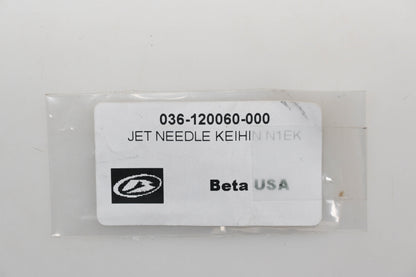 036-120060-000
JET NEEDLE KEIHIN N1EK
Beta USA